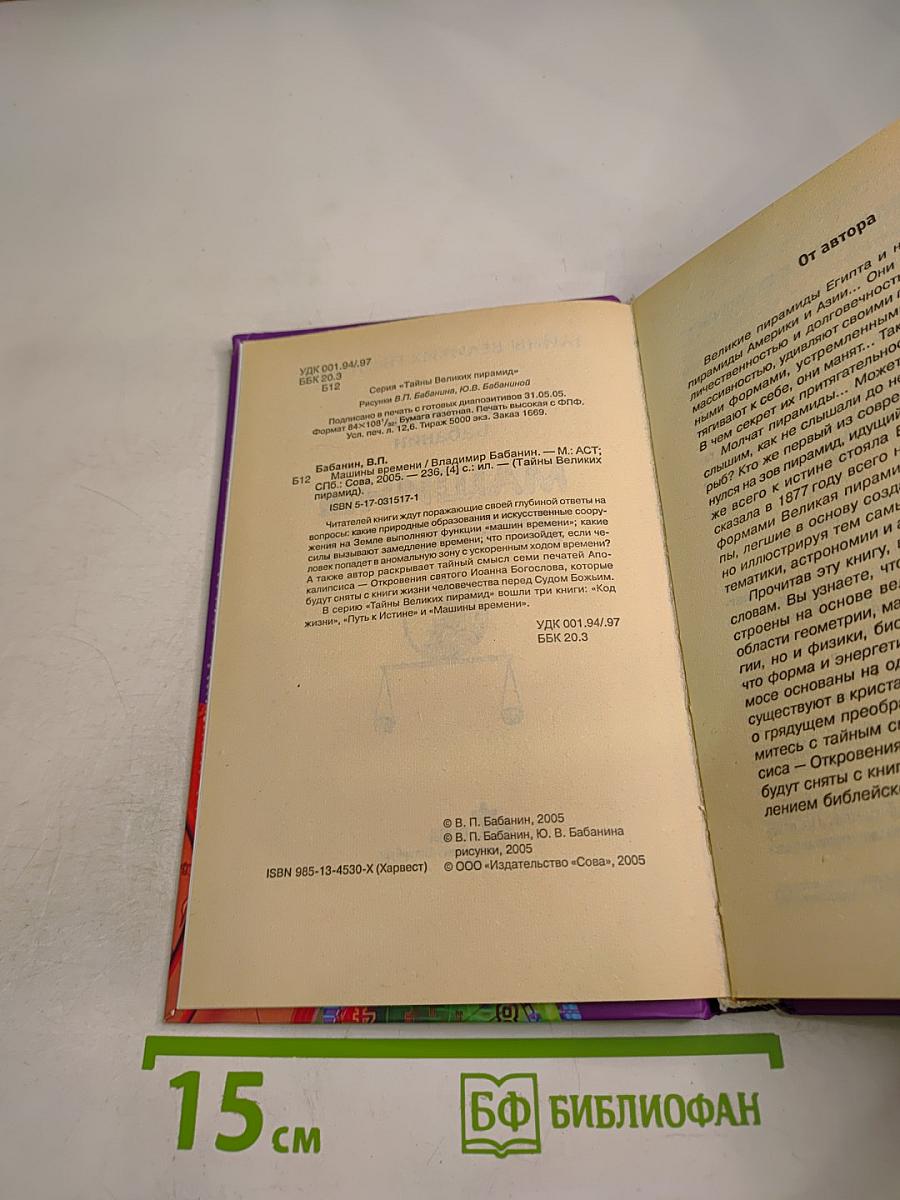 УДК 001.94/.97
ББК 20.3
Б12
Серия «Тайны Великих пирамид»
Рисунки В.П. Бабанина, Ю.В. Бабаниной
Подписано в печать с готовых диапозитивов 31.05.05.
Формат 84×108¹/₃₂. Бумага газетная. Печать высокая с ФПФ.
Усл. печ. л. 12,6. Тираж 5000 экз. Заказ 1669.
Бабанин, В.П.
Б12 Машины времени / Владимир Бабанин. — М.: АСТ;
СПб.: Сова, 2005. — 236, [4] с.: ил. — (Тайны Великих
пирамид).
ISBN 5-17-031517-1
Читателей книги ждут поражающие своей глубиной ответы на
вопросы: какие природные образования и искусственные соору-
жения на Земле выполняют функции «машин времени»; какие
силы вызывают замедление времени; что произойдет, если че-
ловек попадет в аномальную зону с ускоренным ходом времени?
А также автор раскрывает тайный смысл семи печатей Апо-
калипсиса — Откровения святого Иоанна Богослова, которые
будут сняты с книги жизни человечества перед Судом Божьим.
В серию «Тайны Великих пирамид» вошли три книги: «Код
жизни», «Путь к Истине» и «Машины времени».
УДК 001.94/.97
ББК 20.3
© В. П. Бабанин, 2005
© В. П. Бабанин, Ю. В. Бабанина
рисунки, 2005
ISBN 985-13-4530-X (Харвест) © ООО «Издательство «Сова», 2005
От автора
Великие пирамиды Египта и
пирамиды Америки и Азии... Они
личественностью и долговечность
массивностью, удивляют своими
ными формами, устремленными
тягивают к себе, они манят...
В чем секрет их притягательнос
Молчат пирамиды... Может
слышим, как не слышали до
рыб? Кто же первый из совре
нулся на зов пирамид, идущий
же всего к истине стояла
сказала в 1877 году всего
формами Великая пирами
пы, легшие в основу созда
но иллюстрируя тем самы
тематики, астрономии и
Прочитав эту книгу,
словам. Вы узнаете, что
строены на основе вел
области геометрии, ма
гии, но и физики, био
что форма и энергети
мосе основаны на од
существуют в криста
о грядущем преобра
митесь с тайным
сиса — Откровения
будут сняты с книг
лением библейск
15 см
БФ БИБЛИОФАН